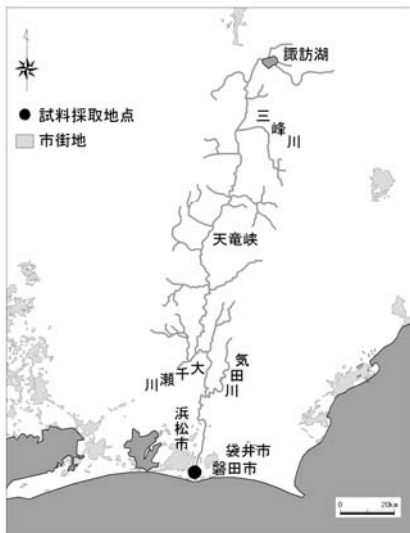 諏訪湖
● 試料採取地点
市街地
三峰川
天竜峡
大千瀬川
気田川
浜松市
袋井市
磐田市
0 20km